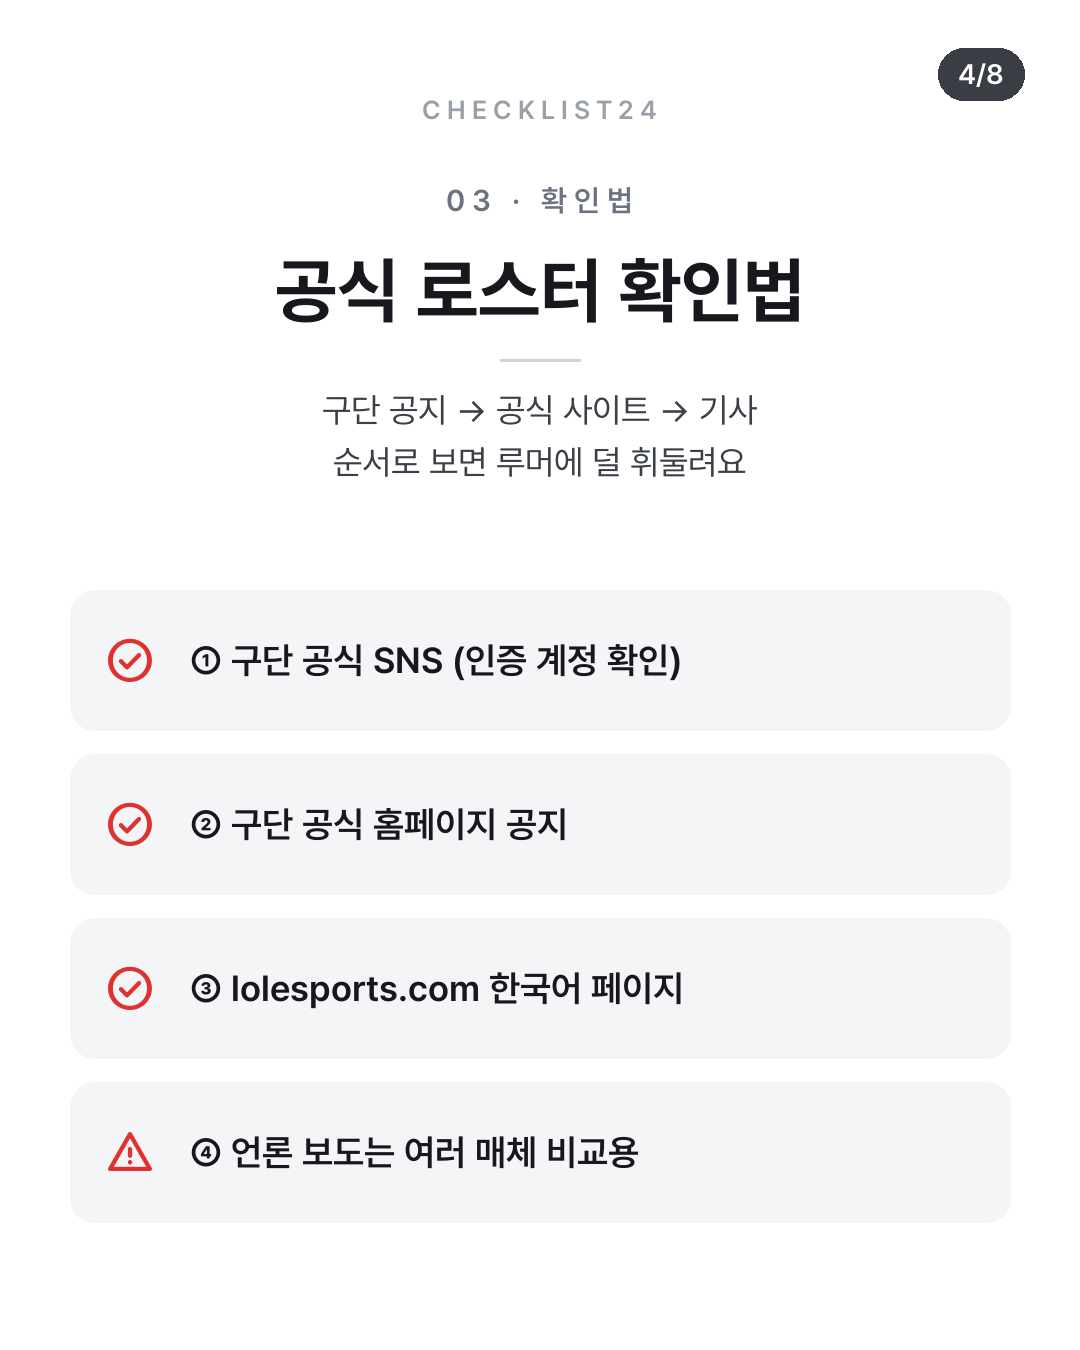 4/8
CHECKLIST24
03 · 확인법
공식 로스터 확인법
구단 공지 → 공식 사이트 → 기사
순서로 보면 루머에 덜 휘둘려요
① 구단 공식 SNS (인증 계정 확인)
② 구단 공식 홈페이지 공지
③ lolesports.com 한국어 페이지
④ 언론 보도는 여러 매체 비교용